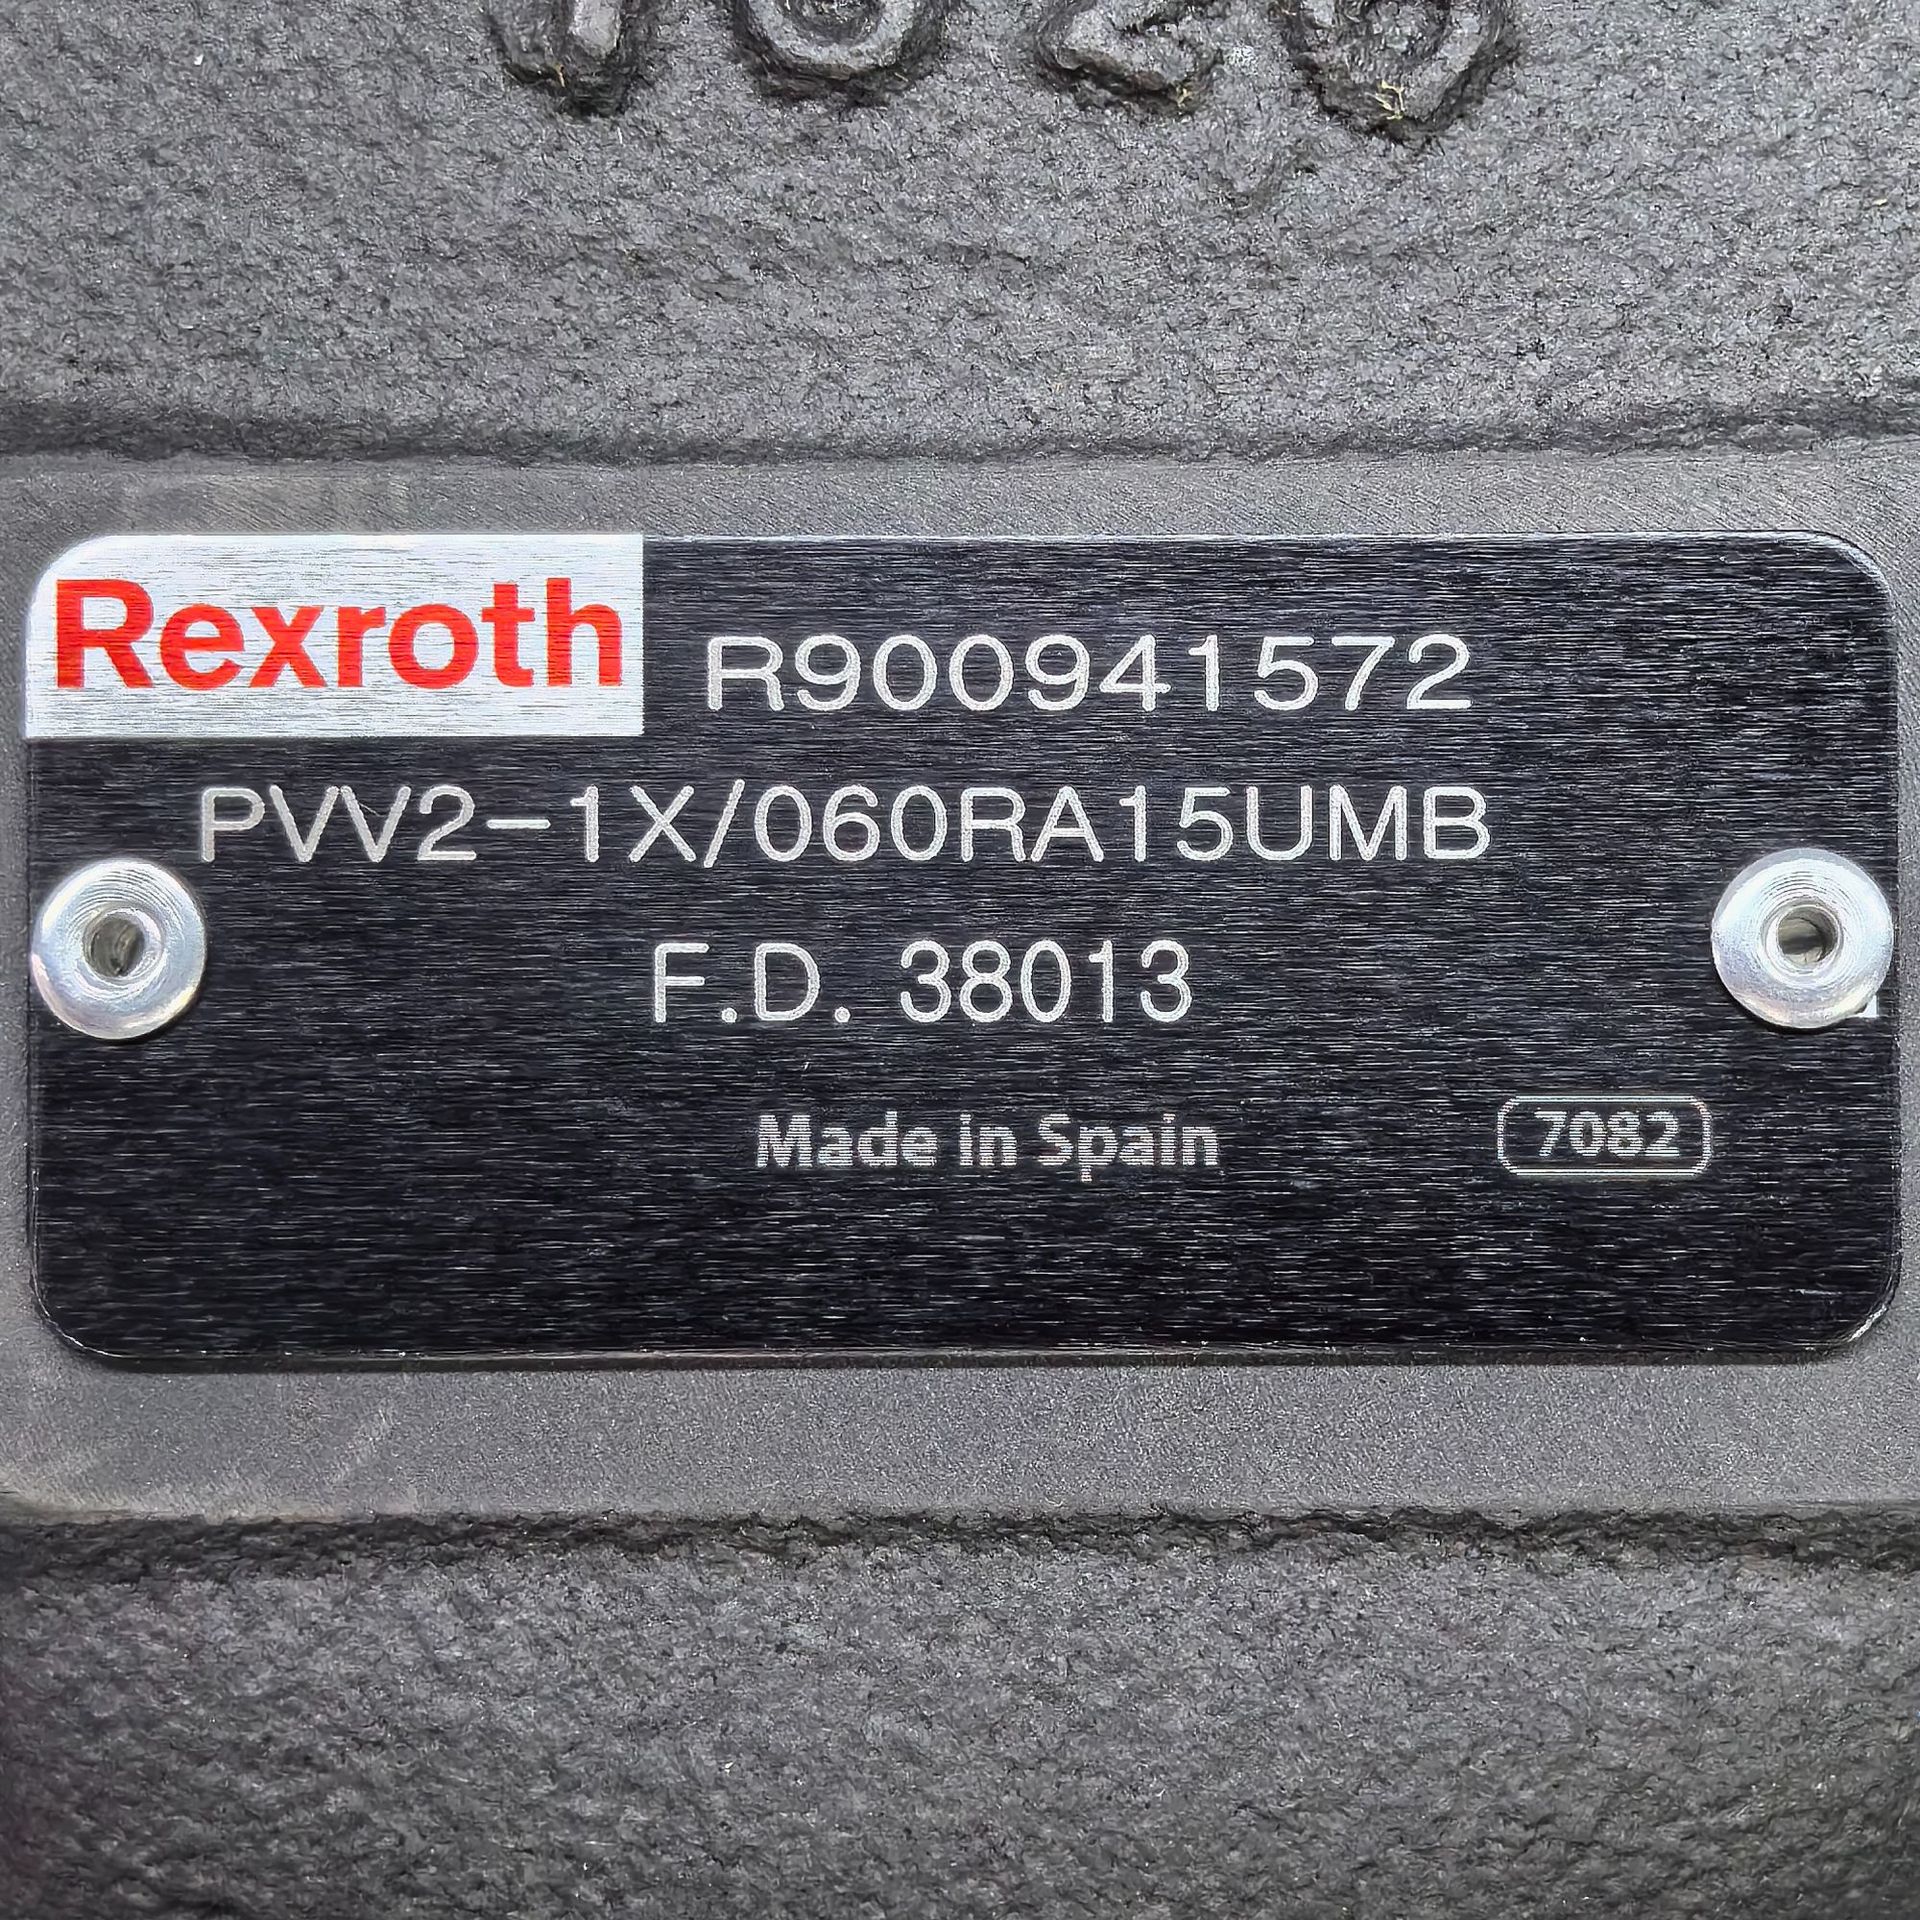 Rexroth R900941572
PVV2-1X/060RA15UMB
F.D. 38013
Made in Spain 7082